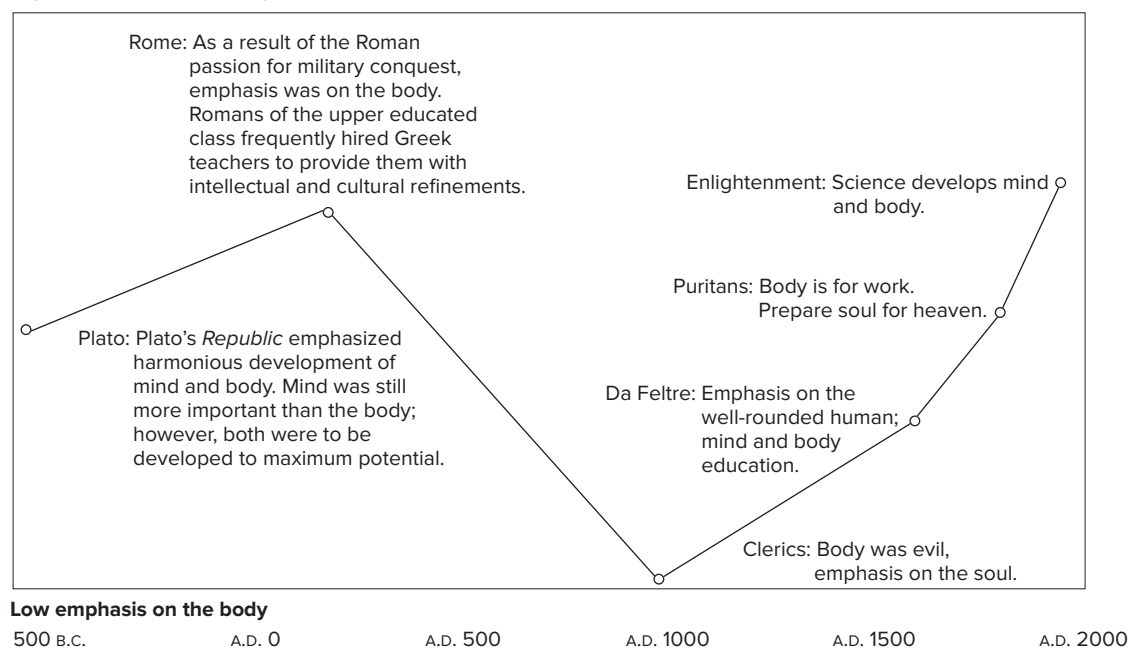 Rome: As a result of the Roman
passion for military conquest,
emphasis was on the body.
Romans of the upper educated
class frequently hired Greek
teachers to provide them with
intellectual and cultural refinements.
Enlightenment: Science develops mind
and body.
Puritans: Body is for work.
Prepare soul for heaven.
Plato: Plato's Republic emphasized
harmonious development of
mind and body. Mind was still
more important than the body;
however, both were to be
developed to maximum potential.
Da Feltre: Emphasis on the
well-rounded human;
mind and body
education.
Clerics: Body was evil,
emphasis on the soul.
Low emphasis on the body
500 B.C. A.D. 0 A.D. 500 A.D. 1000 A.D. 1500 A.D. 2000